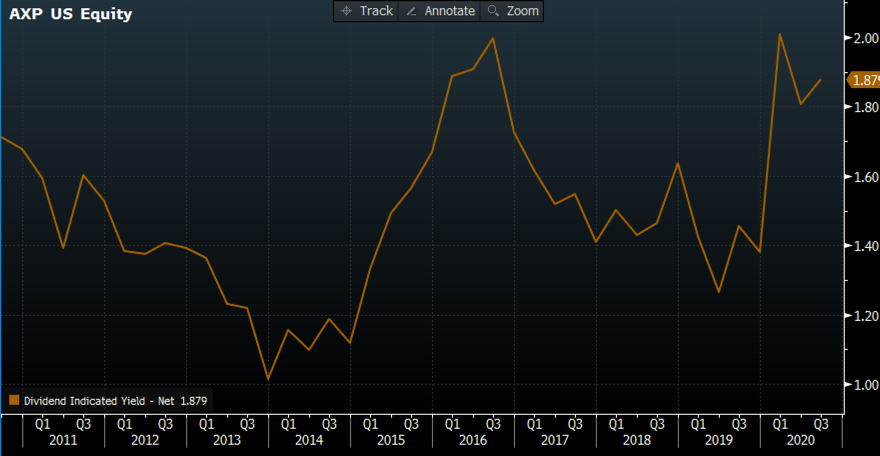 AXP US Equity
Track Annotate Zoom
2.00
1.879
1.80
1.60
1.40
1.20
1.00
Dividend Indicated Yield - Net 1.879
Q1 Q3 Q1 Q3 Q1 Q3 Q1 Q3 Q1 Q3 Q1 Q3 Q1 Q3 Q1 Q3 Q1 Q3 Q1 Q3
2011 2012 2013 2014 2015 2016 2017 2018 2019 2020